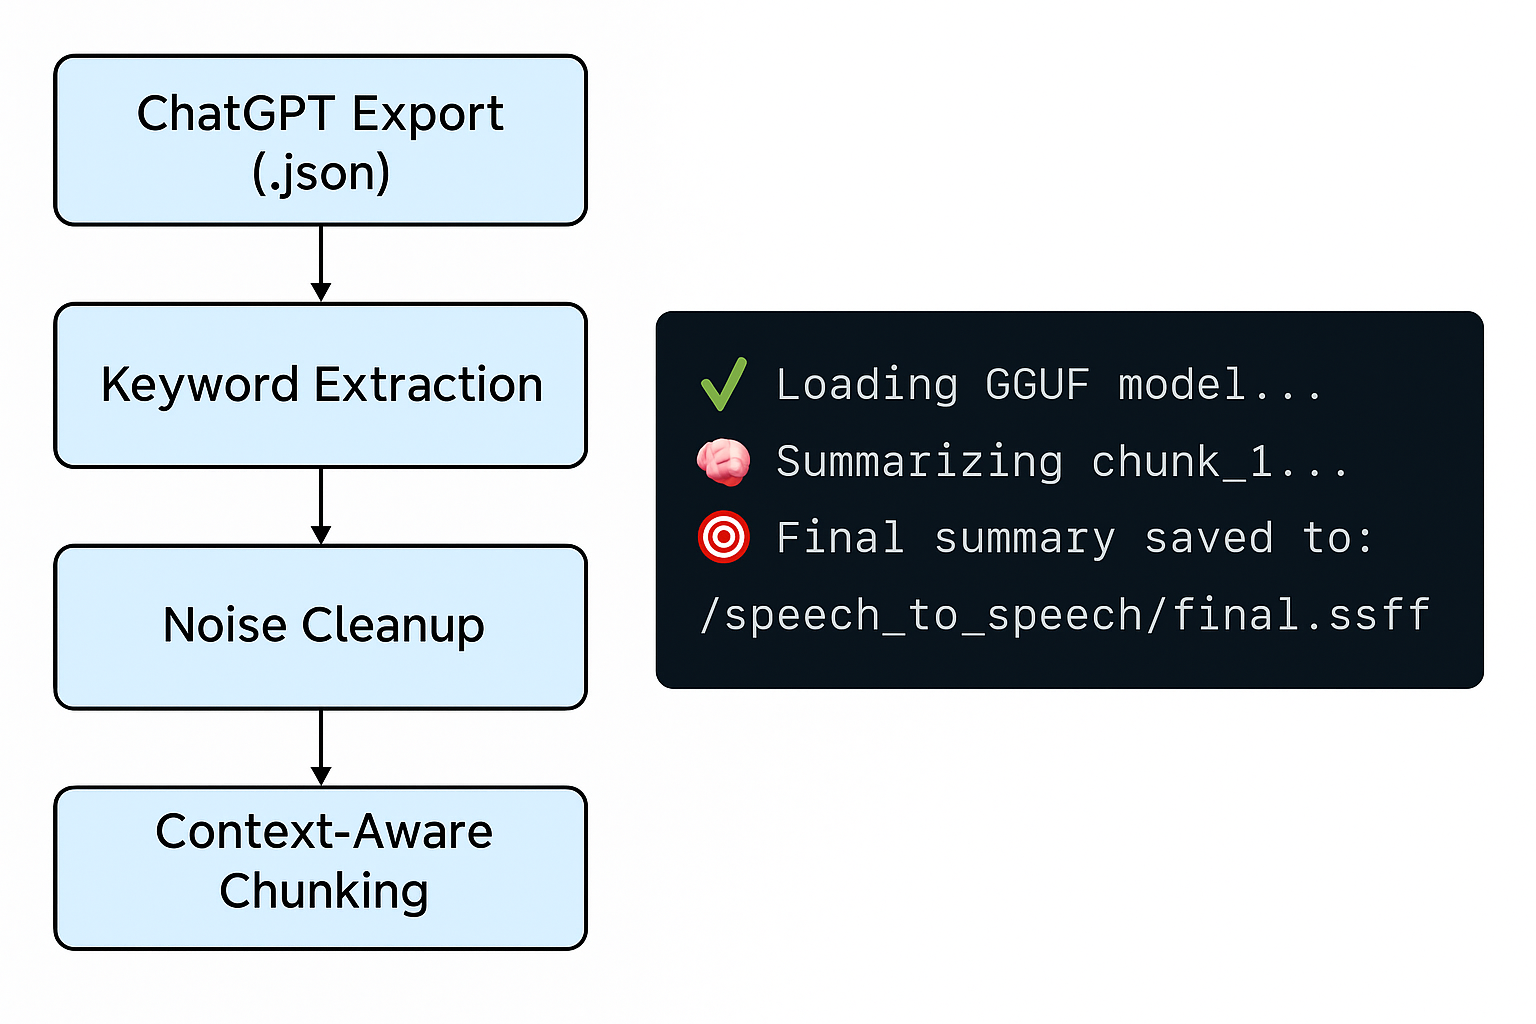 ChatGPT Export
(.json)
Keyword Extraction
Noise Cleanup
Context-Aware
Chunking
Loading GGUF model...
Summarizing chunk_1...
Final summary saved to:
/speech_to_speech/final.ssff